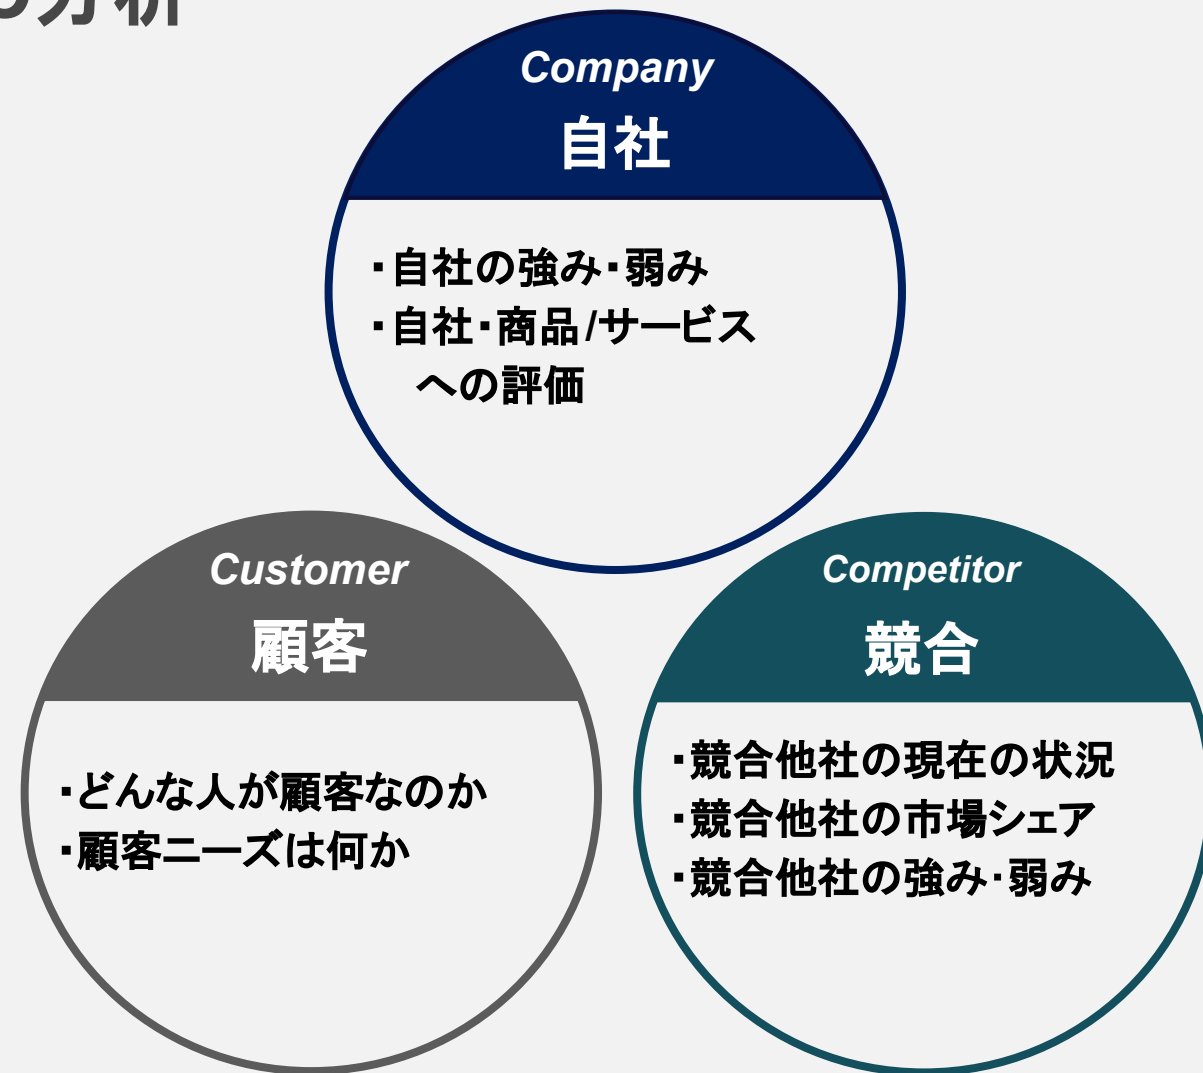 分析
Company
自社
・自社の強み・弱み
・自社・商品/サービス
への評価
Customer
顧客
・どんな人が顧客なのか
・顧客ニーズは何か
Competitor
競合
・競合他社の現在の状況
・競合他社の市場シェア
・競合他社の強み・弱み